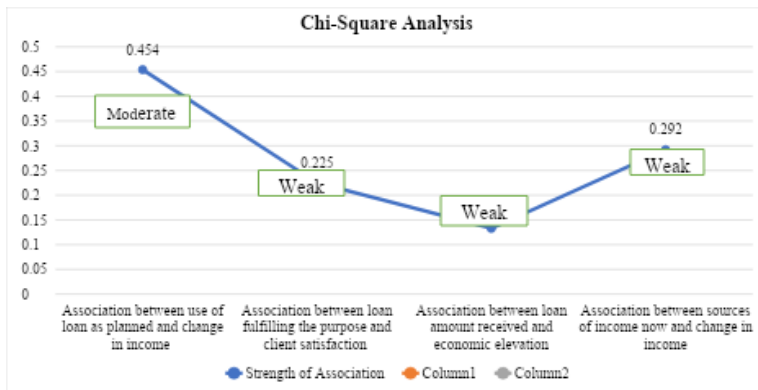 Chi-Square Analysis
0.5
0.45
0.4
0.35
0.3
0.25
0.2
0.15
0.1
0.05
0
0.454
Moderate
0.225
Weak
Weak
0.292
Weak
Association between use of
loan as planned and change
in income
Association between loan
fulfilling the purpose and
client satisfaction
Association between loan
amount received and
economic elevation
Association between sources
of income now and change in
income
Strength of Association
Column1
Column2